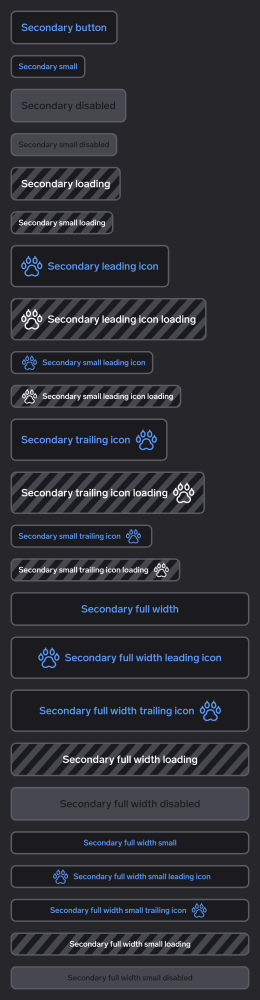 Secondary button
Secondary small
Secondary disabled
Secondary small disabled
Secondary loading
Secondary small loading
Secondary leading icon
Secondary leading icon loading
Secondary small leading icon
Secondary small leading icon loading
Secondary trailing icon
Secondary trailing icon loading
Secondary small trailing icon
Secondary small trailing icon loading
Secondary full width
Secondary full width leading icon
Secondary full width trailing icon
Secondary full width loading
Secondary full width disabled
Secondary full width small
Secondary full width small leading icon
Secondary full width small trailing icon
Secondary full width small loading
Secondary full width small disabled